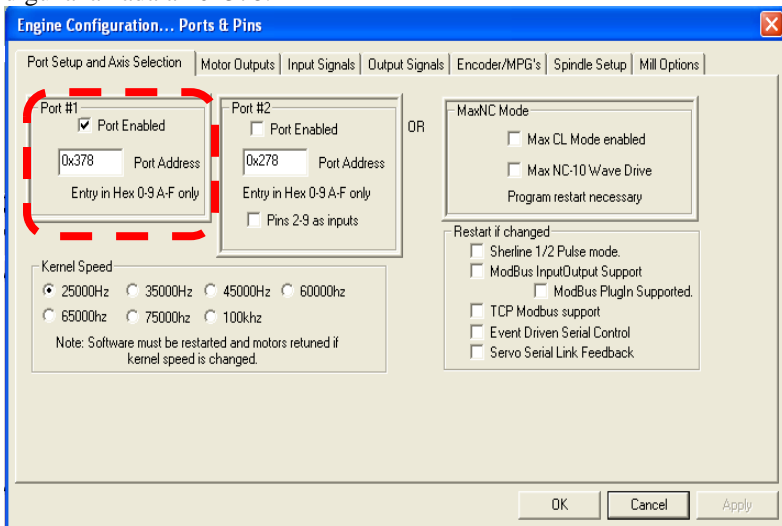 Engine Configuration... Ports & Pins
Port Setup and Axis Selection Motor Outputs Input Signals Output Signals Encoder/MPG's Spindle Setup Mill Options
Port #1
Port Enabled
0x378 Port Address
Entry in Hex 0-9 A-F only
Port #2
Port Enabled
0x278 Port Address
Entry in Hex 0-9 A-F only
Pins 2-9 as inputs
OR
MaxNC Mode
Max CL Mode enabled
Max NC-10 Wave Drive
Program restart necessary
Kernel Speed
25000Hz 35000Hz 45000Hz 60000hz
65000hz 75000hz 100khz
Note: Software must be restarted and motors retuned if
kernel speed is changed.
Restart if changed
Sherline 1/2 Pulse mode.
ModBus InputOutput Support
ModBus PlugIn Supported.
TCP Modbus support
Event Driven Serial Control
Servo Serial Link Feedback
OK Cancel Apply